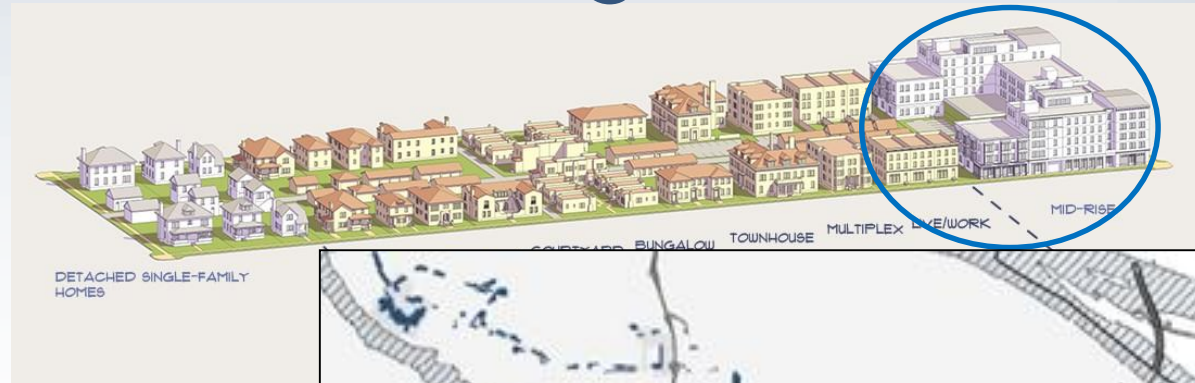 MID-RISE
LIVE/WORK
MULTIPLEX
TOWNHOUSE
BUNGALOW
DETACHED SINGLE-FAMILY
HOMES